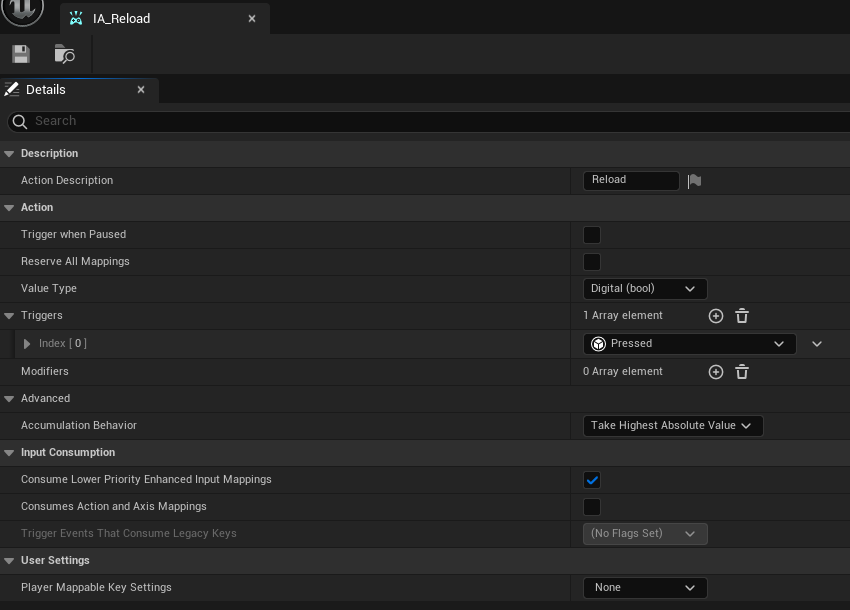 IA_Reload
Details
Search
Description
Action Description Reload
Action
Trigger when Paused
Reserve All Mappings
Value Type Digital (bool)
Triggers 1 Array element
Index [ 0 ] Pressed
Modifiers 0 Array element
Advanced
Accumulation Behavior Take Highest Absolute Value
Input Consumption
Consume Lower Priority Enhanced Input Mappings
Consumes Action and Axis Mappings
Trigger Events That Consume Legacy Keys (No Flags Set)
User Settings
Player Mappable Key Settings None